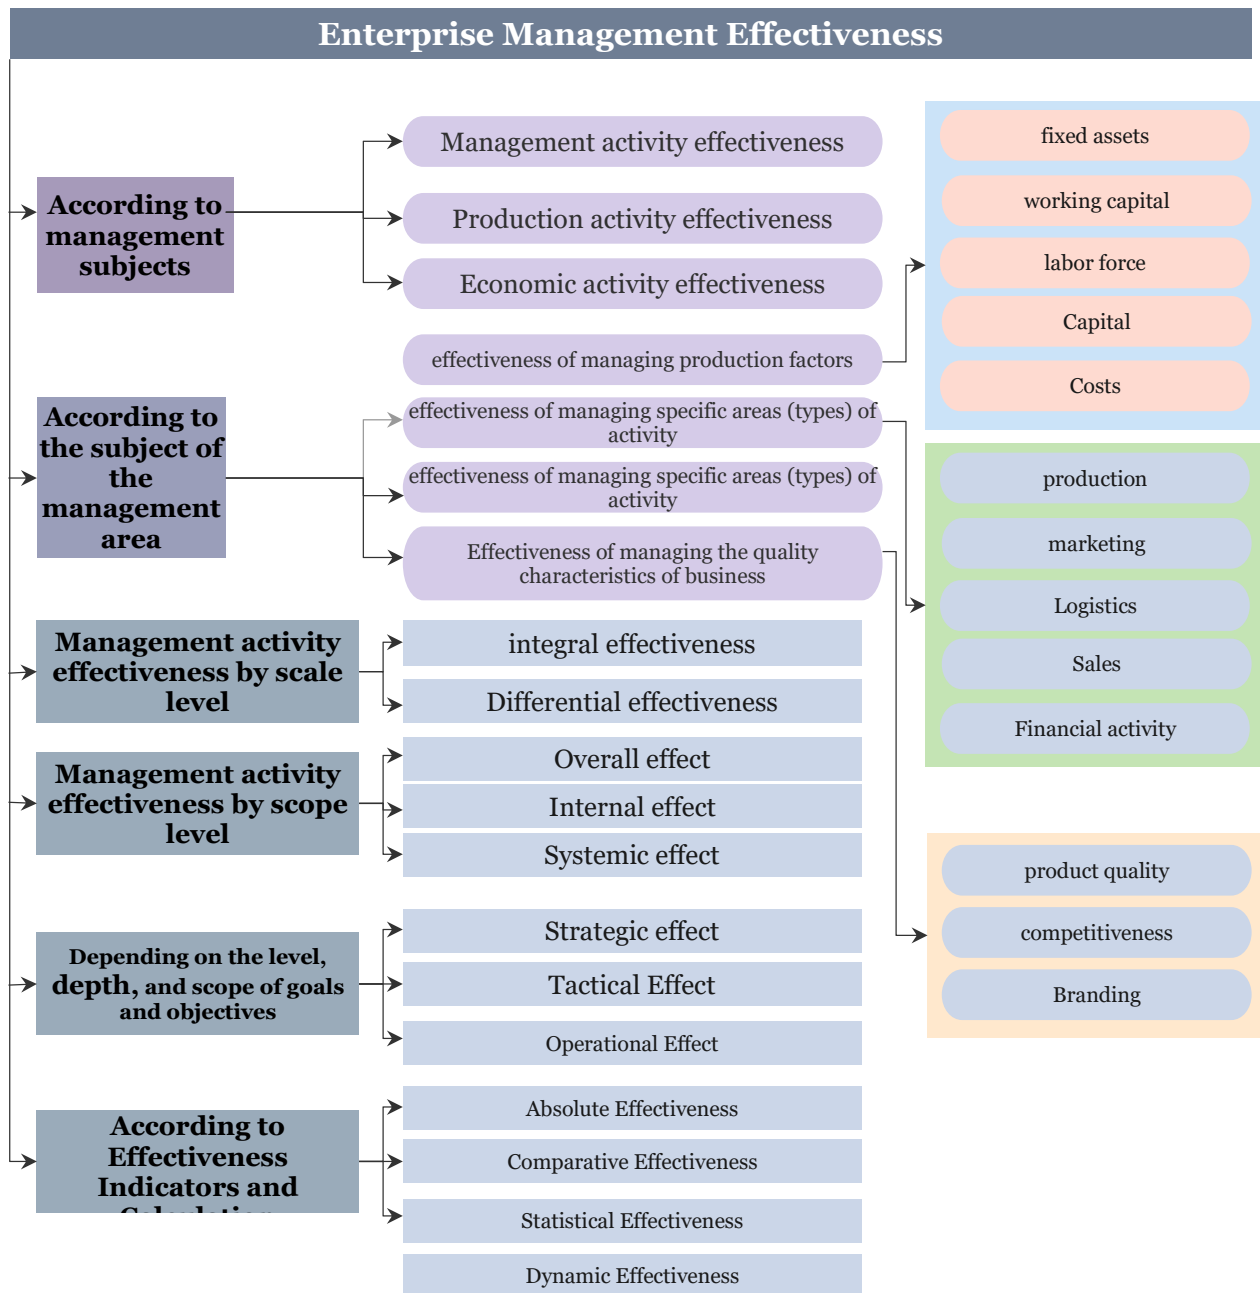 Enterprise Management Effectiveness
According to
management
subjects
Management activity effectiveness
Production activity effectiveness
Economic activity effectiveness
According to
the subject of
the
management
area
effectiveness of managing production factors
effectiveness of managing specific areas (types) of
activity
effectiveness of managing specific areas (types) of
activity
Effectiveness of managing the quality
characteristics of business
Management activity
effectiveness by scale
level
integral effectiveness
Differential effectiveness
Management activity
effectiveness by scope
level
Overall effect
Internal effect
Systemic effect
Depending on the level,
depth, and scope of goals
and objectives
Strategic effect
Tactical Effect
Operational Effect
According to
Effectiveness
Indicators and
Calculation
Absolute Effectiveness
Comparative Effectiveness
Statistical Effectiveness
Dynamic Effectiveness
fixed assets
working capital
labor force
Capital
Costs
production
marketing
Logistics
Sales
Financial activity
product quality
competitiveness
Branding